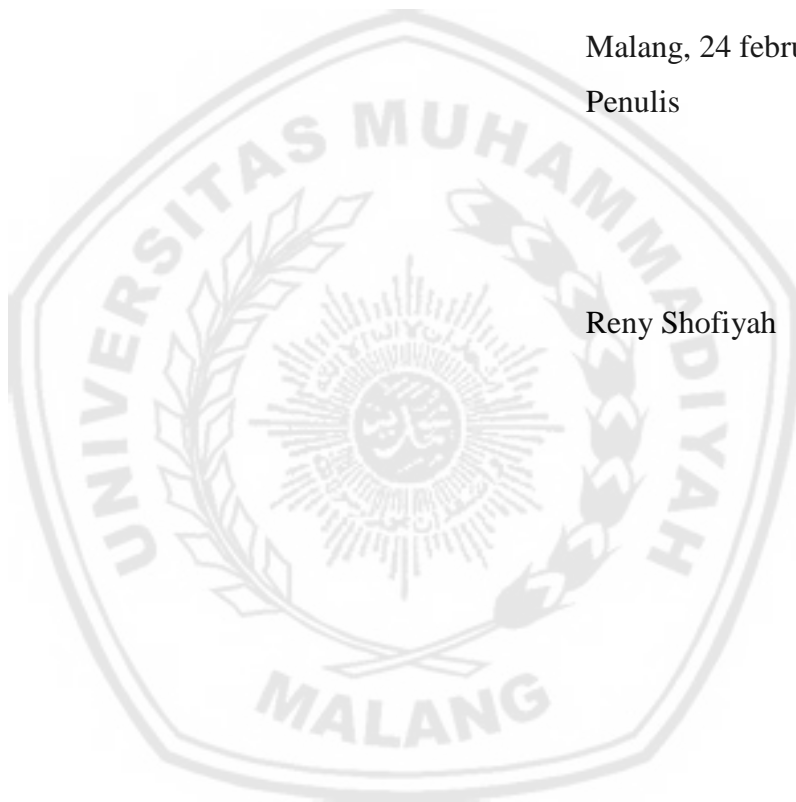 Malang, 24 febru
Penulis
UNIVERSITAS MUHAMMADIYAH
Reny Shofiyah
MALANG